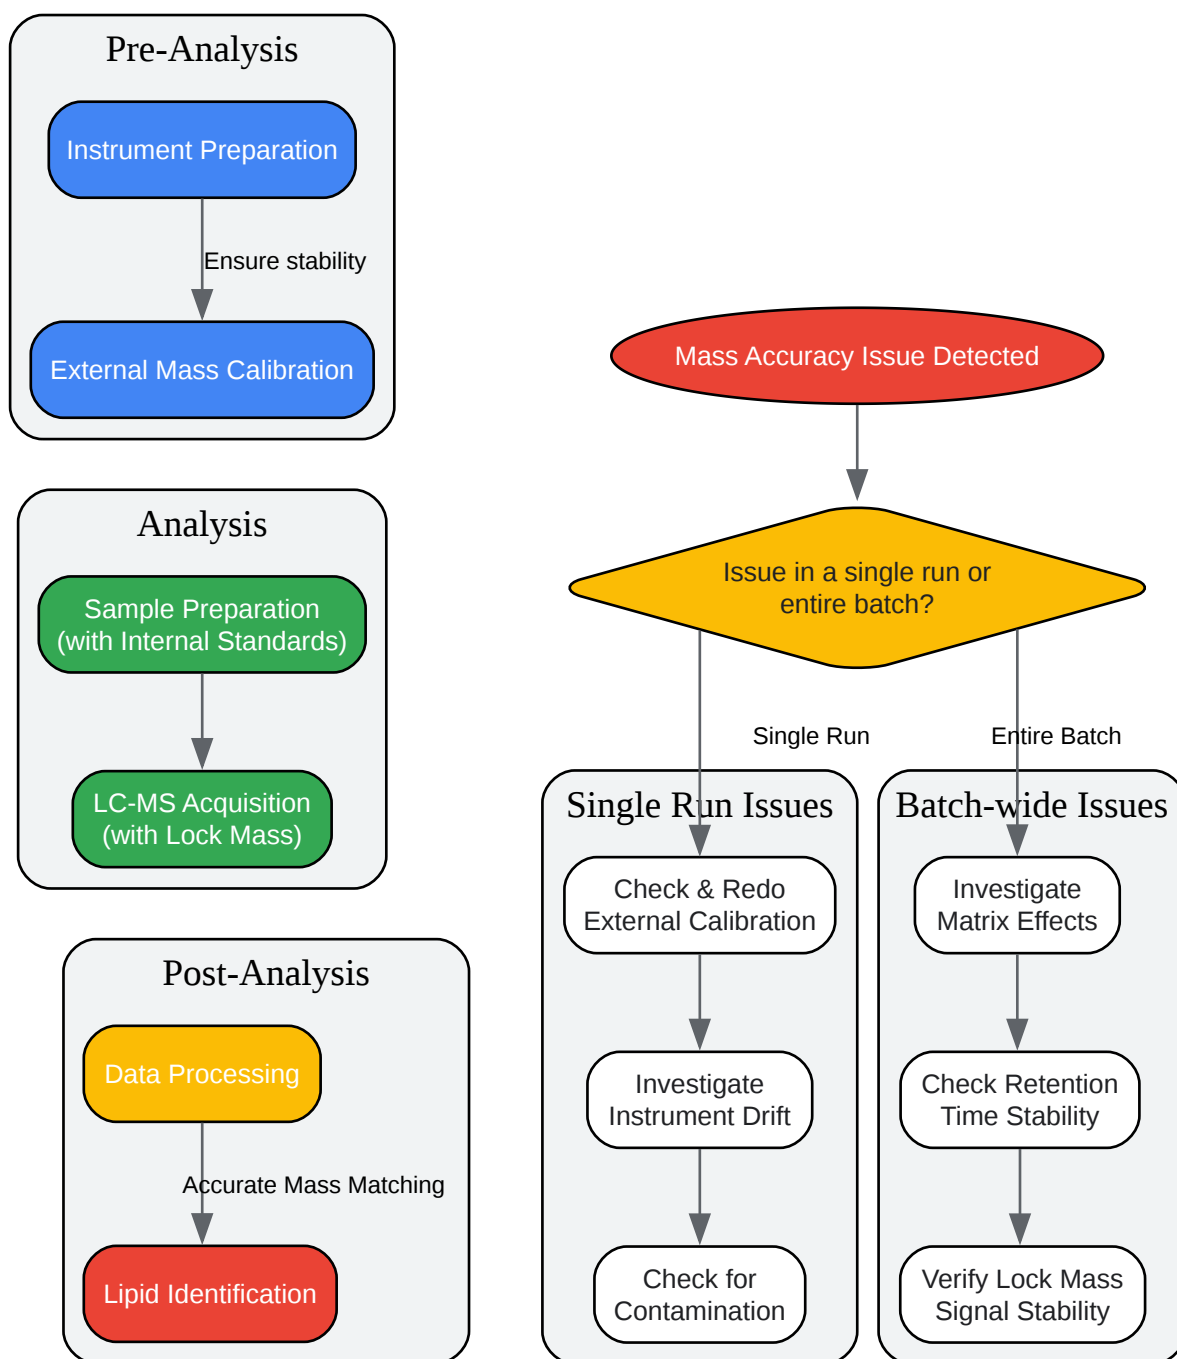 Pre-Analysis
Instrument Preparation
Ensure stability
External Mass Calibration
Analysis
Sample Preparation
(with Internal Standards)
LC-MS Acquisition
(with Lock Mass)
Post-Analysis
Data Processing
Accurate Mass Matching
Lipid Identification
Mass Accuracy Issue Detected
Issue in a single run or
entire batch?
Single Run
Entire Batch
Single Run Issues
Check & Redo
External Calibration
Investigate
Instrument Drift
Check for
Contamination
Batch-wide Issues
Investigate
Matrix Effects
Check Retention
Time Stability
Verify Lock Mass
Signal Stability